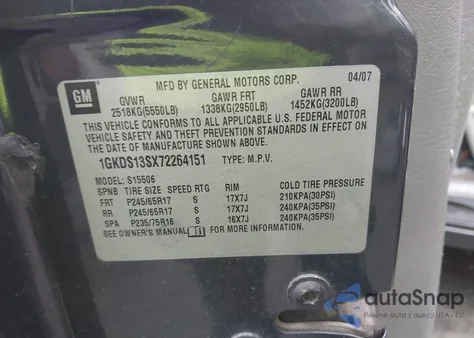 GM
MFD BY GENERAL MOTORS CORP. 04/07
GVWR GAWR FRT GAWR RR
2518KG(5550LB) 1338KG(2950LB) 1452KG(3200LB)
THIS VEHICLE CONFORMS TO ALL APPLICABLE U.S. FEDERAL MOTOR
VEHICLE SAFETY AND THEFT PREVENTION STANDARDS IN EFFECT ON
THE DATE OF MANUFACTURE SHOWN ABOVE.
1GKDS13SX72264151 TYPE: M.P.V.
MODEL: S15506
SPNB TIRE SIZE SPEED RTG RIM COLD TIRE PRESSURE
FRT P245/65R17 S 17X7J 210KPA(30PSI)
RR P245/65R17 S 17X7J 240KPA(35PSI)
SPA P235/75R16 S 16X7J 240KPA(35PSI)
SEE OWNER'S MANUAL FOR MORE INFORMATION.
autoSnap
Pewne auto z USA i EU